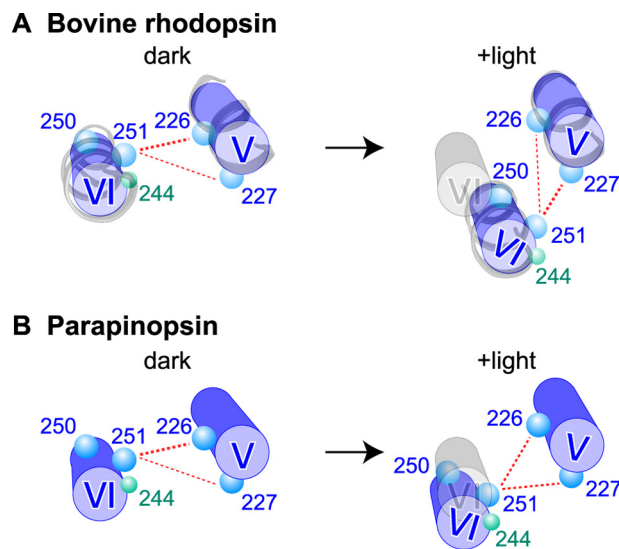 A Bovine rhodopsin
dark
+light
250
251
226
V
VI
244
227
226
V
250
VI
227
251
VI
244
B Parapinopsin
dark
+light
250
251
226
V
VI
244
227
226
V
250
VI
251
227
VI
244